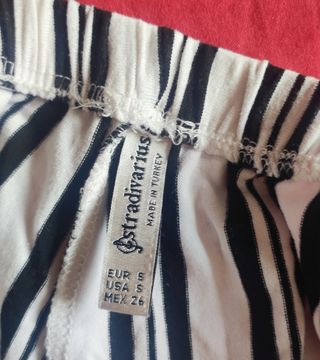 stradivarius
MADE IN TURKEY
EUR S
USA S
MEX 26